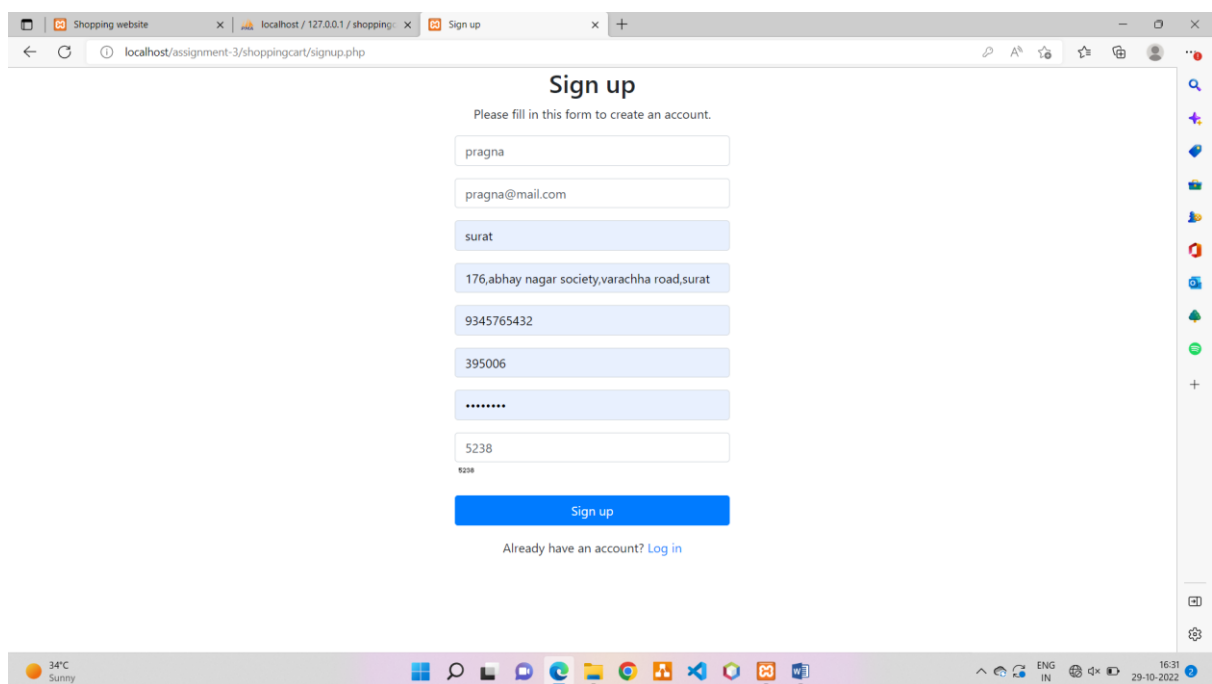 Shopping website
localhost / 127.0.0.1 / shoppingc
Sign up
localhost/assignment-3/shoppingcart/signup.php
Sign up
Please fill in this form to create an account.
pragna
pragna@mail.com
surat
176,abhay nagar society,varachha road,surat
9345765432
395006
••••••••
5238
5238
Sign up
Already have an account? Log in
34°C
Sunny
ENG
IN
16:31
29-10-2022
2